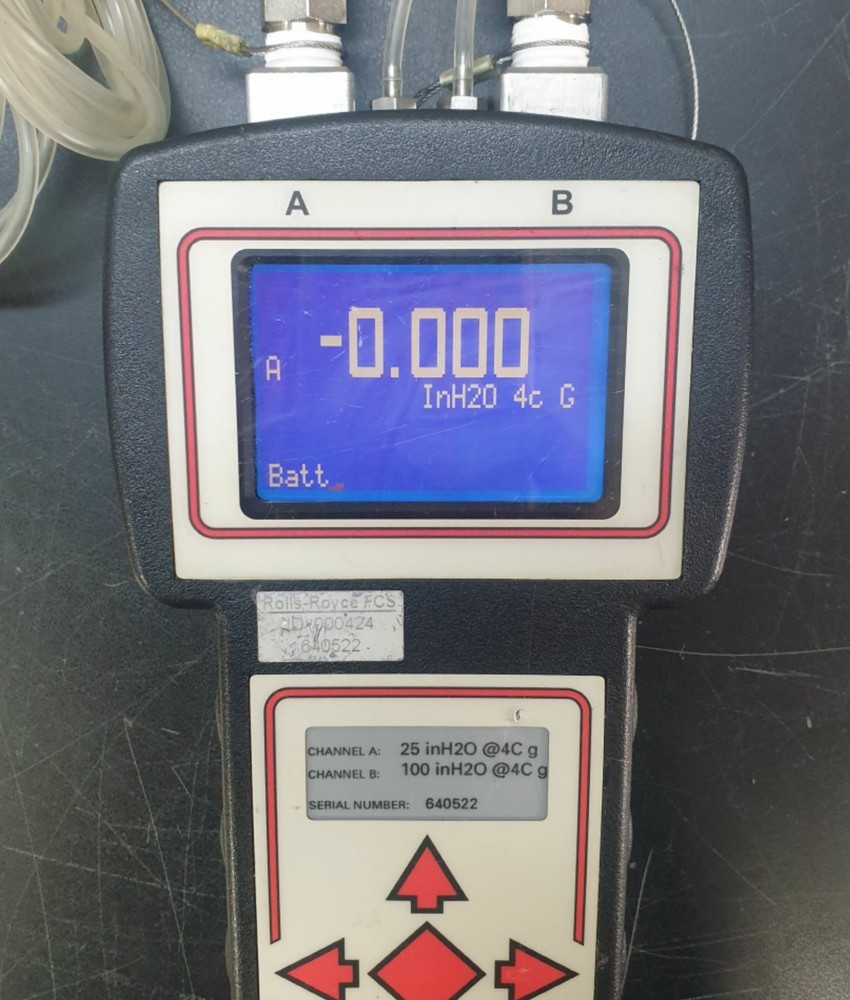 A
B
-0.000
A
InH2O 4c G
Batt
Rolls-Royce FCS
640522
CHANNEL A: 25 inH2O @4C g
CHANNEL B: 100 inH2O @4C g
SERIAL NUMBER: 640522